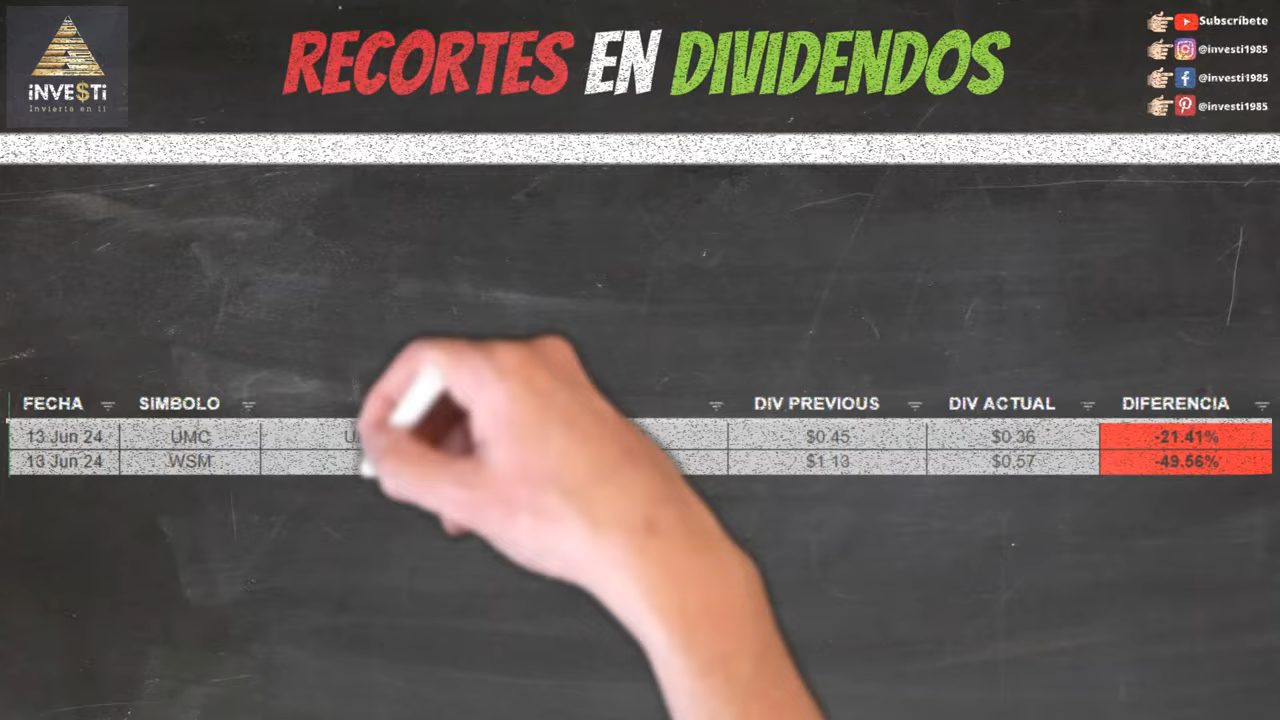 RECORTES EN DIVIDENDOS
iNVE$Ti
Invierte en ti
Subscríbete
@investi1985
@investi1985
@investi1985
FECHA SIMBOLO DIV PREVIOUS DIV ACTUAL DIFERENCIA
13 Jun 24 UMC $0.45 $0.36 -21.41%
13 Jun 24 WSM $1.13 $0.57 -49.56%